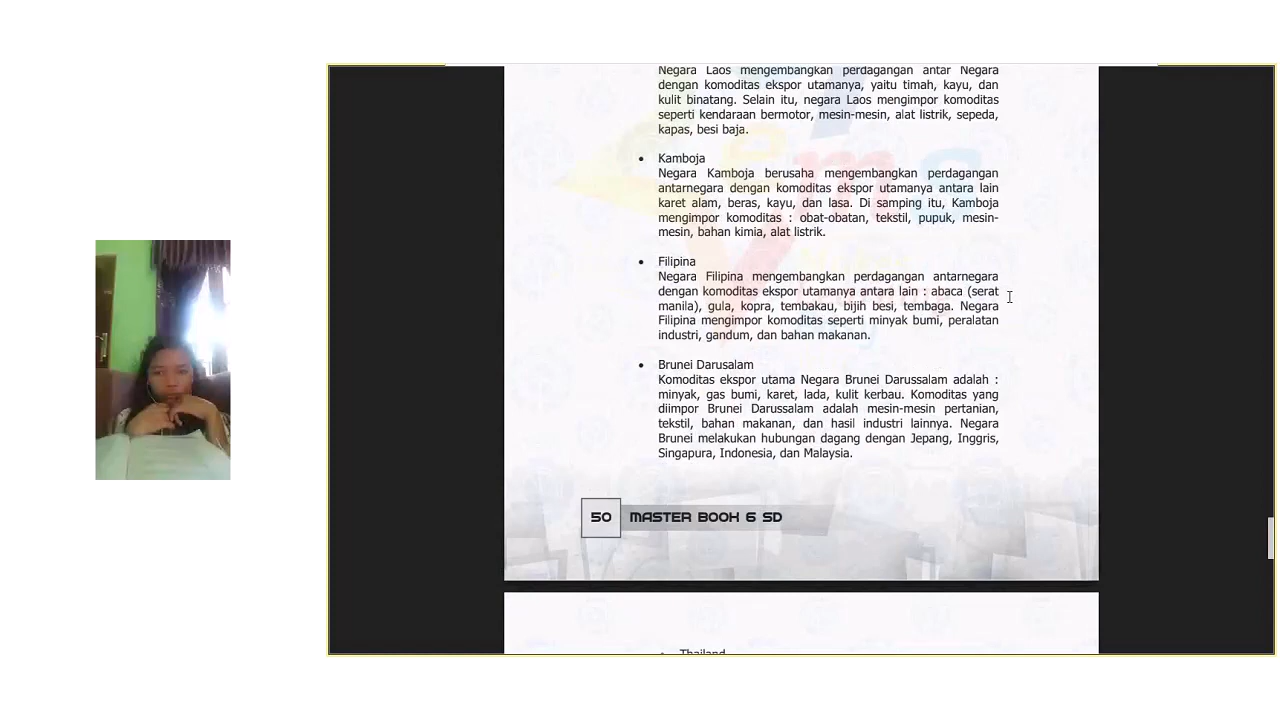 Negara Laos mengembangkan perdagangan antar Negara
dengan komoditas ekspor utamanya, yaitu timah, kayu, dan
kulit binatang. Selain itu, negara Laos mengimpor komoditas
seperti kendaraan bermotor, mesin-mesin, alat listrik, sepeda,
kapas, besi baja.
• Kamboja
Negara Kamboja berusaha mengembangkan perdagangan
antarnegara dengan komoditas ekspor utamanya antara lain
karet alam, beras, kayu, dan lasa. Di samping itu, Kamboja
mengimpor komoditas : obat-obatan, tekstil, pupuk, mesin-
mesin, bahan kimia, alat listrik.
• Filipina
Negara Filipina mengembangkan perdagangan antarnegara
dengan komoditas ekspor utamanya antara lain : abaca (serat
manila), gula, kopra, tembakau, bijih besi, tembaga. Negara
Filipina mengimpor komoditas seperti minyak bumi, peralatan
industri, gandum, dan bahan makanan.
• Brunei Darusalam
Komoditas ekspor utama Negara Brunei Darussalam adalah :
minyak, gas bumi, karet, lada, kulit kerbau. Komoditas yang
diimpor Brunei Darussalam adalah mesin-mesin pertanian,
tekstil, bahan makanan, dan hasil industri lainnya. Negara
Brunei melakukan hubungan dagang dengan Jepang, Inggris,
Singapura, Indonesia, dan Malaysia.
50 MASTER BOOK 6 SD
• Thailand